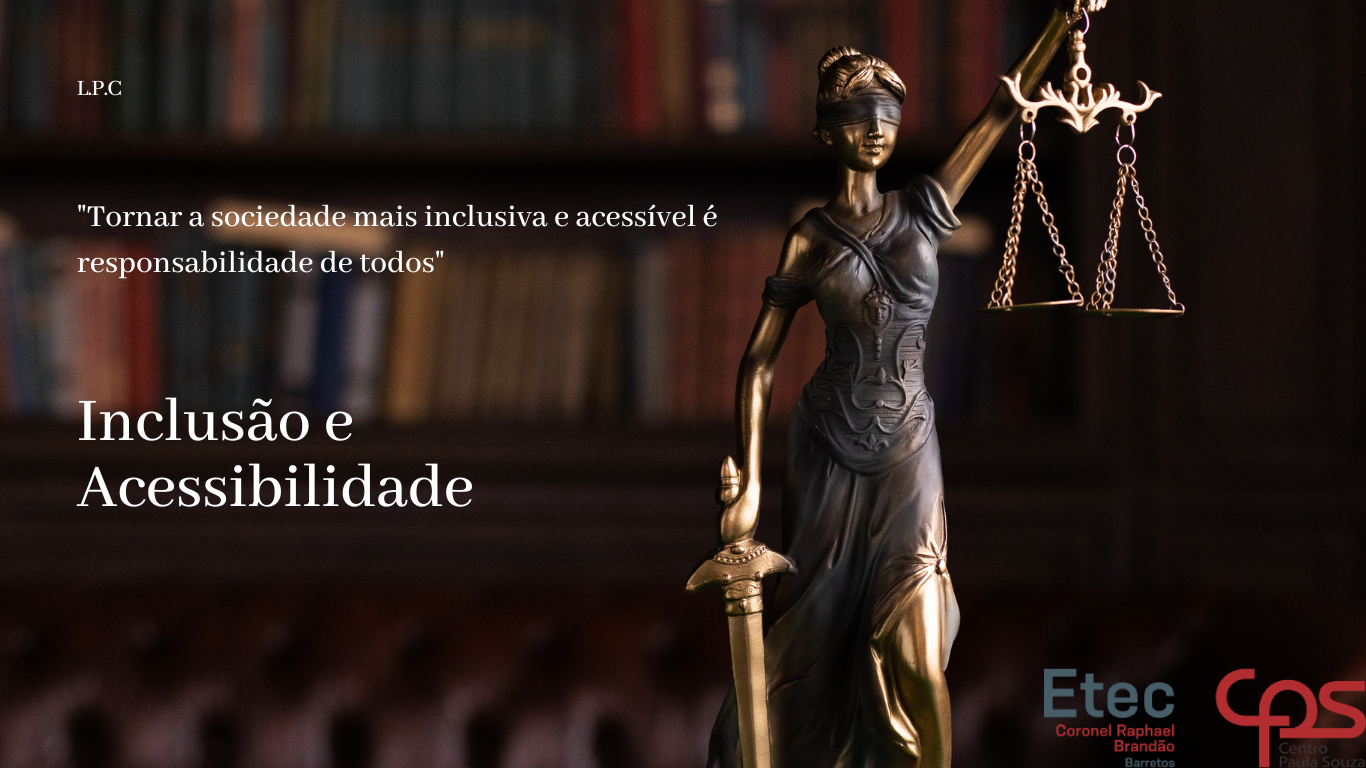 L.P.C
"Tornar a sociedade mais inclusiva e acessível é
responsabilidade de todos"
Inclusão e
Acessibilidade
Etec
Coronel Raphael
Brandão
Barretos
cps
Centro
Paula Souza